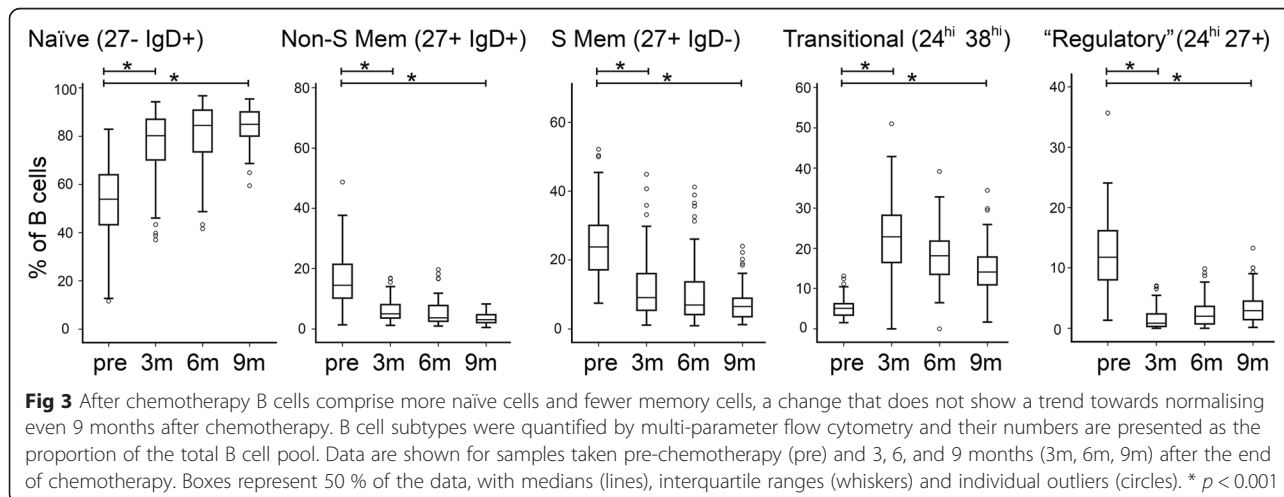 Naïve (27- IgD+) Non-S Mem (27+ IgD+) S Mem (27+ IgD-) Transitional (24hi 38hi) “Regulatory” (24hi 27+)
* * * * *
* * * * *
% of B cells
100
80
60
40
20
0
pre 3m 6m 9m
80
60
40
20
0
pre 3m 6m 9m
60
40
20
0
pre 3m 6m 9m
60
50
40
30
20
10
0
pre 3m 6m 9m
40
30
20
10
0
pre 3m 6m 9m
Fig 3 After chemotherapy B cells comprise more naïve cells and fewer memory cells, a change that does not show a trend towards normalising
even 9 months after chemotherapy. B cell subtypes were quantified by multi-parameter flow cytometry and their numbers are presented as the
proportion of the total B cell pool. Data are shown for samples taken pre-chemotherapy (pre) and 3, 6, and 9 months (3m, 6m, 9m) after the end
of chemotherapy. Boxes represent 50 % of the data, with medians (lines), interquartile ranges (whiskers) and individual outliers (circles). * p < 0.001